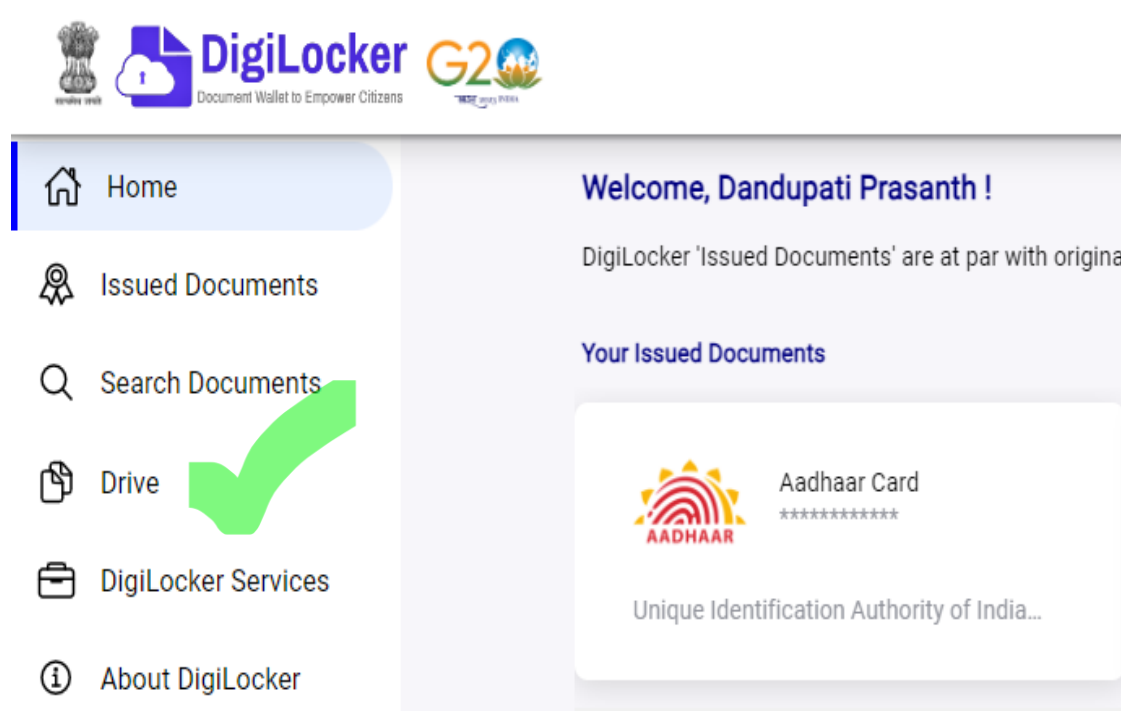 DigiLocker
Document Wallet to Empower Citizens
G20
Home
Issued Documents
Search Documents
Drive
DigiLocker Services
About DigiLocker
Welcome, Dandupati Prasanth !
DigiLocker 'Issued Documents' are at par with origina
Your Issued Documents
AADHAAR
Aadhaar Card
************
Unique Identification Authority of India...